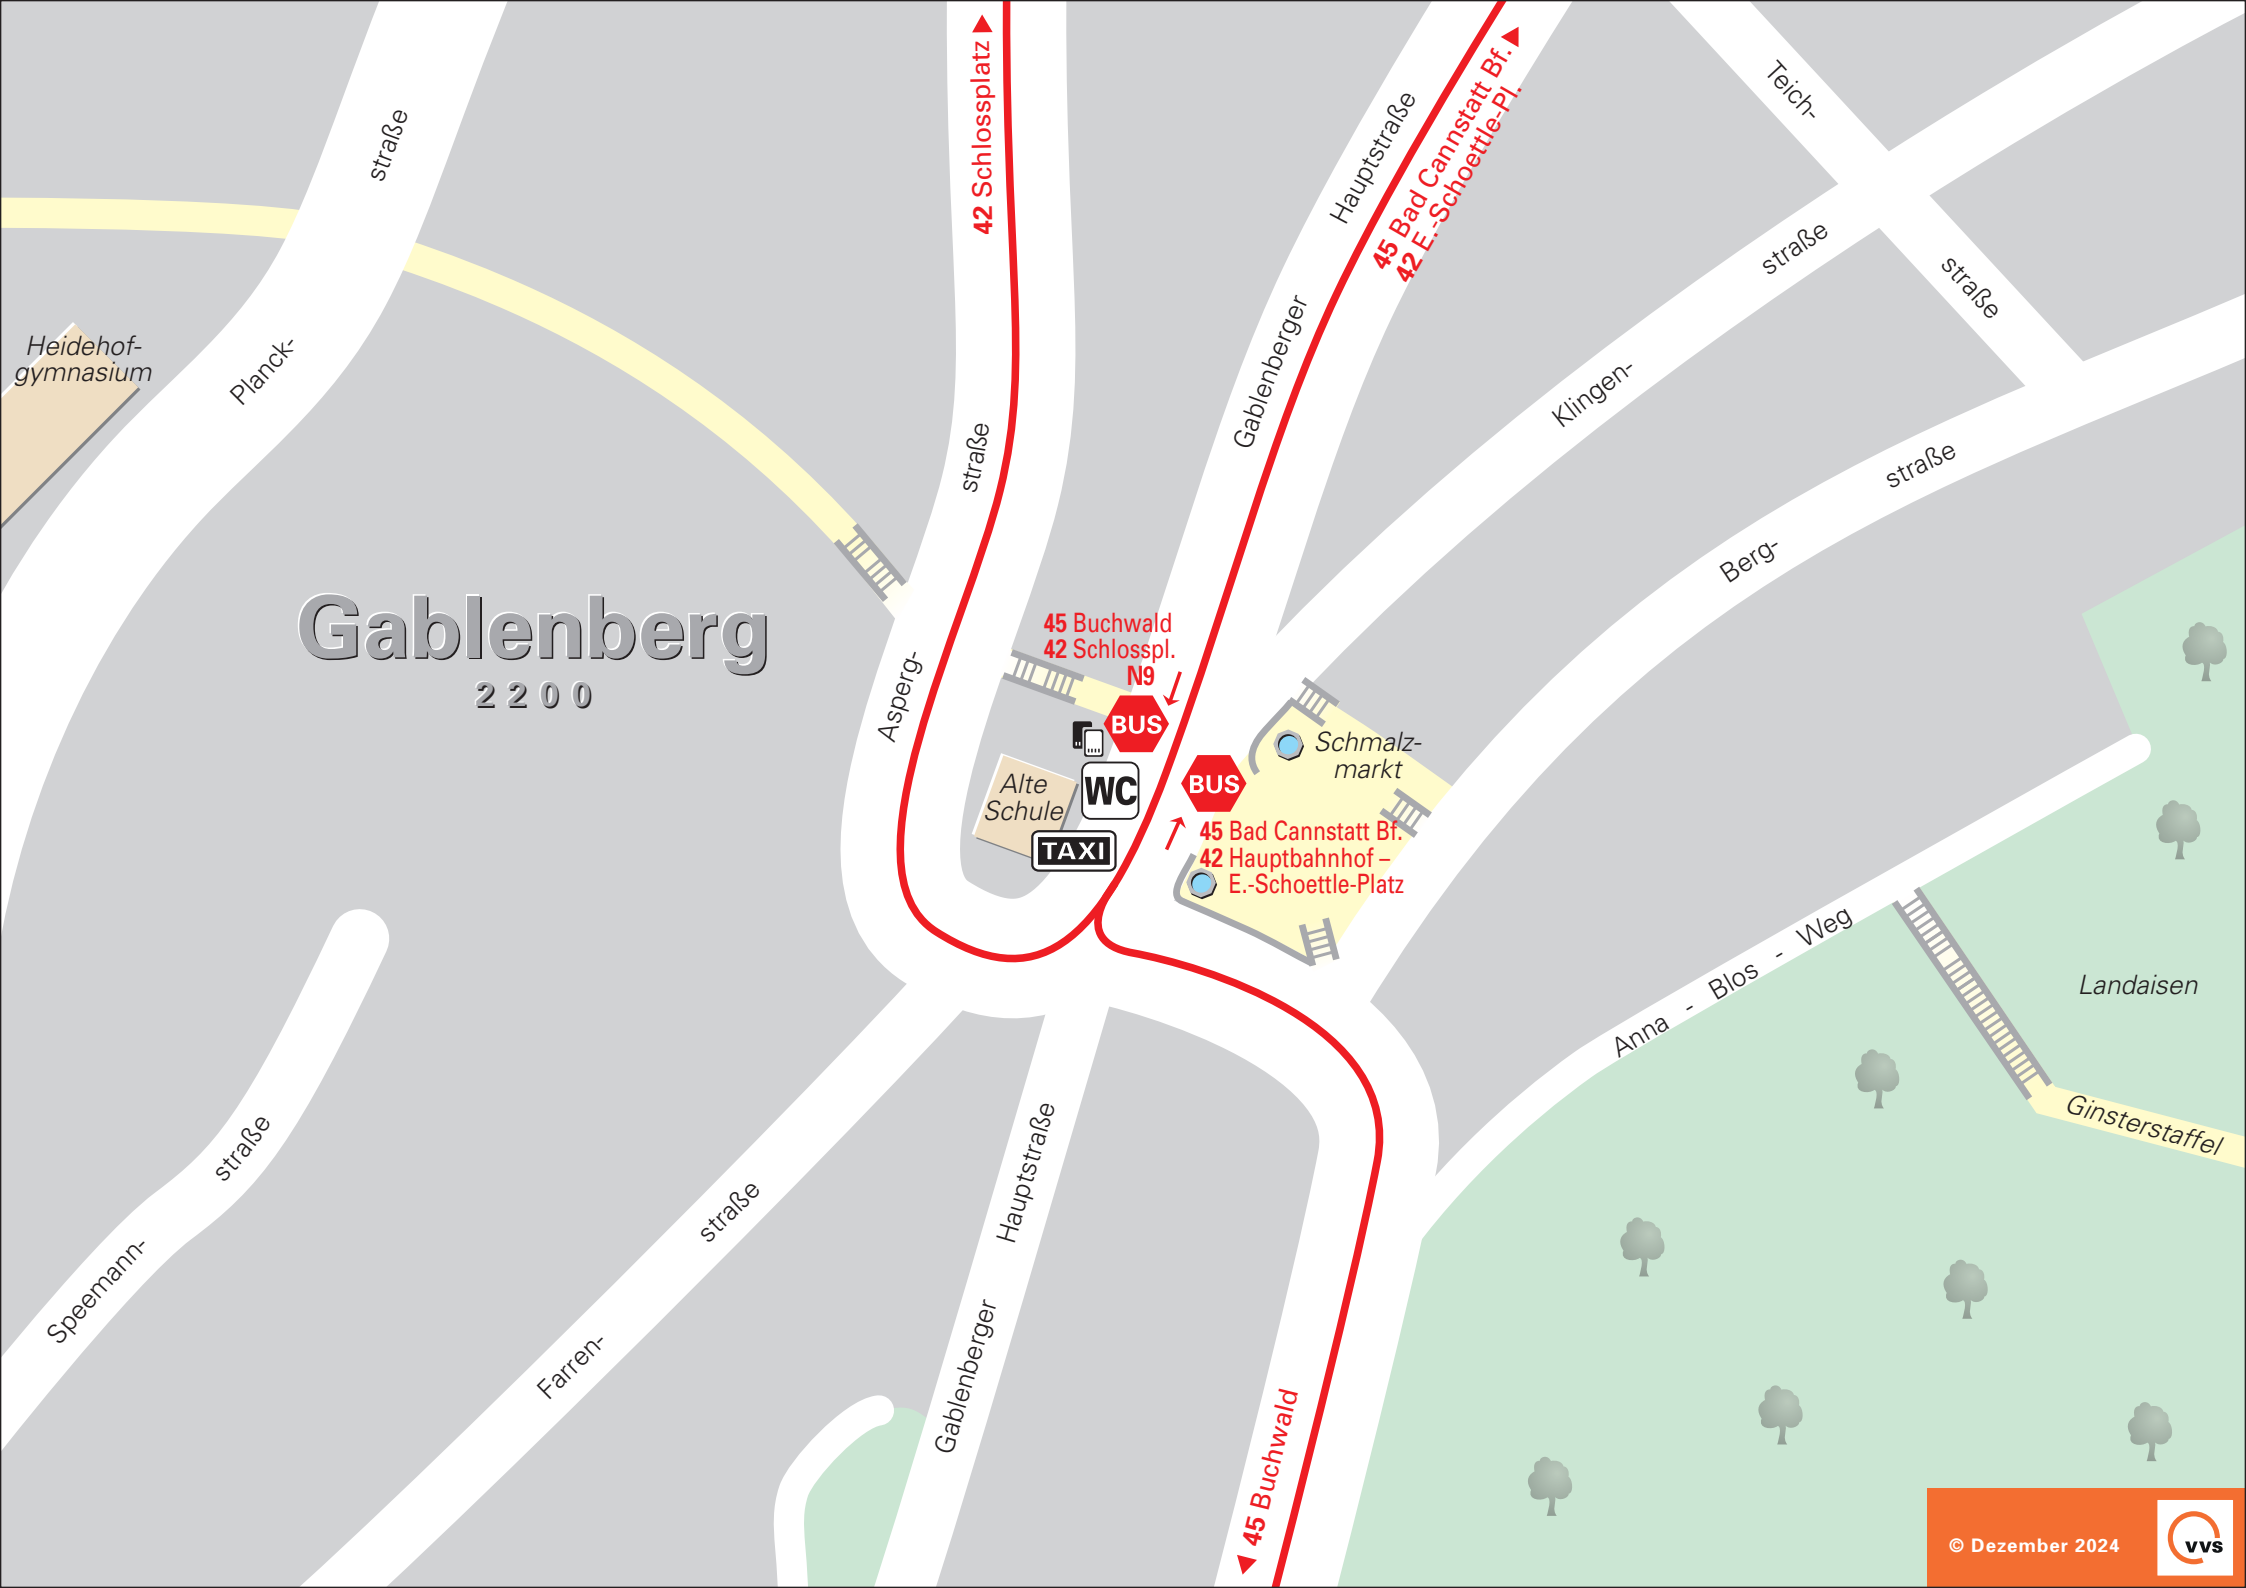 42 Schlossplatz
Hauptstraße
45 Bad Cannstatt Bf.
42 E.-Schoettle-Pl.
Teich-
straße
straße
straße
Heidehof-
gymnasium
Planck-
Gablenberger
Klingen-
straße
straße
Berg-
Gablenberg
2200
45 Buchwald
42 Schlosspl.
N9
Asperg-
BUS
BUS
Schmalz-
markt
Alte
Schule
WC
TAXI
45 Bad Cannstatt Bf.
42 Hauptbahnhof –
E.-Schoettle-Platz
Anna - Blos - Weg
Landaisen
Ginsterstaffel
straße
Speemann-
straße
Farren-
Hauptstraße
Gablenberger
45 Buchwald
© Dezember 2024
VVS